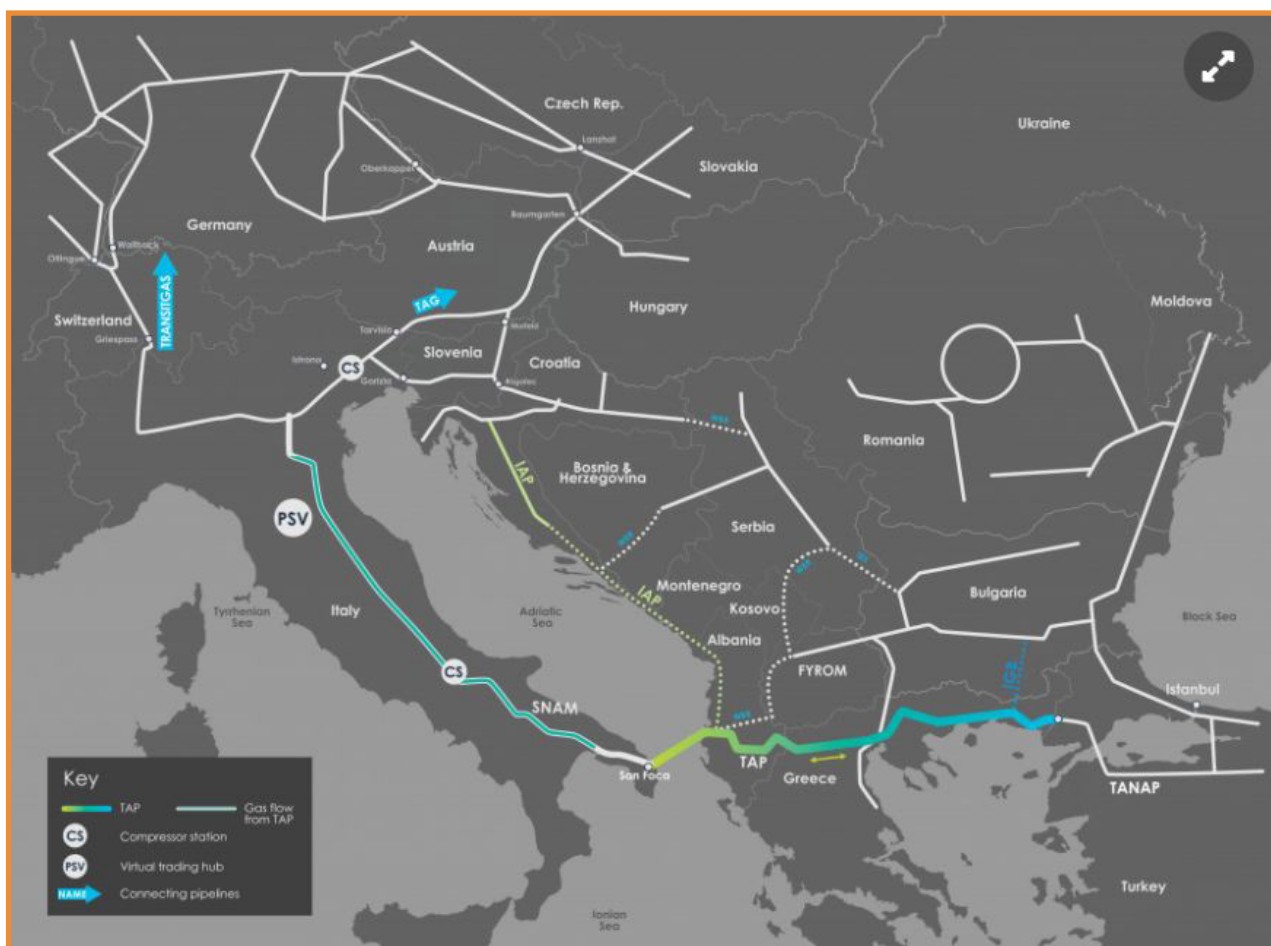 Czech Rep.
Ukraine
Lanzhot
Slovakia
Oberkappel
Baumgarten
Germany
Wallbach
Oltingue
Austria
TRANSITGAS
TAG
Hungary
Moldova
Switzerland
Griespass
Tarvisio
Istrana
CS
Slovenia
Croatia
Gorizia
Rogatec
Romania
IAP
Bosnia &
Herzegovina
PSV
Serbia
Montenegro
IAP
Kosovo
Bulgaria
Tyrrhenian
Sea
Italy
Adriatic
Sea
Albania
Black Sea
CS
FYROM
IGB
Istanbul
SNAM
San Foca
TAP
Greece
TANAP
Key
TAP
Gas flow
from TAP
CS
Compressor station
PSV
Virtual trading hub
NAME
Connecting pipelines
Ionian
Sea
Turkey